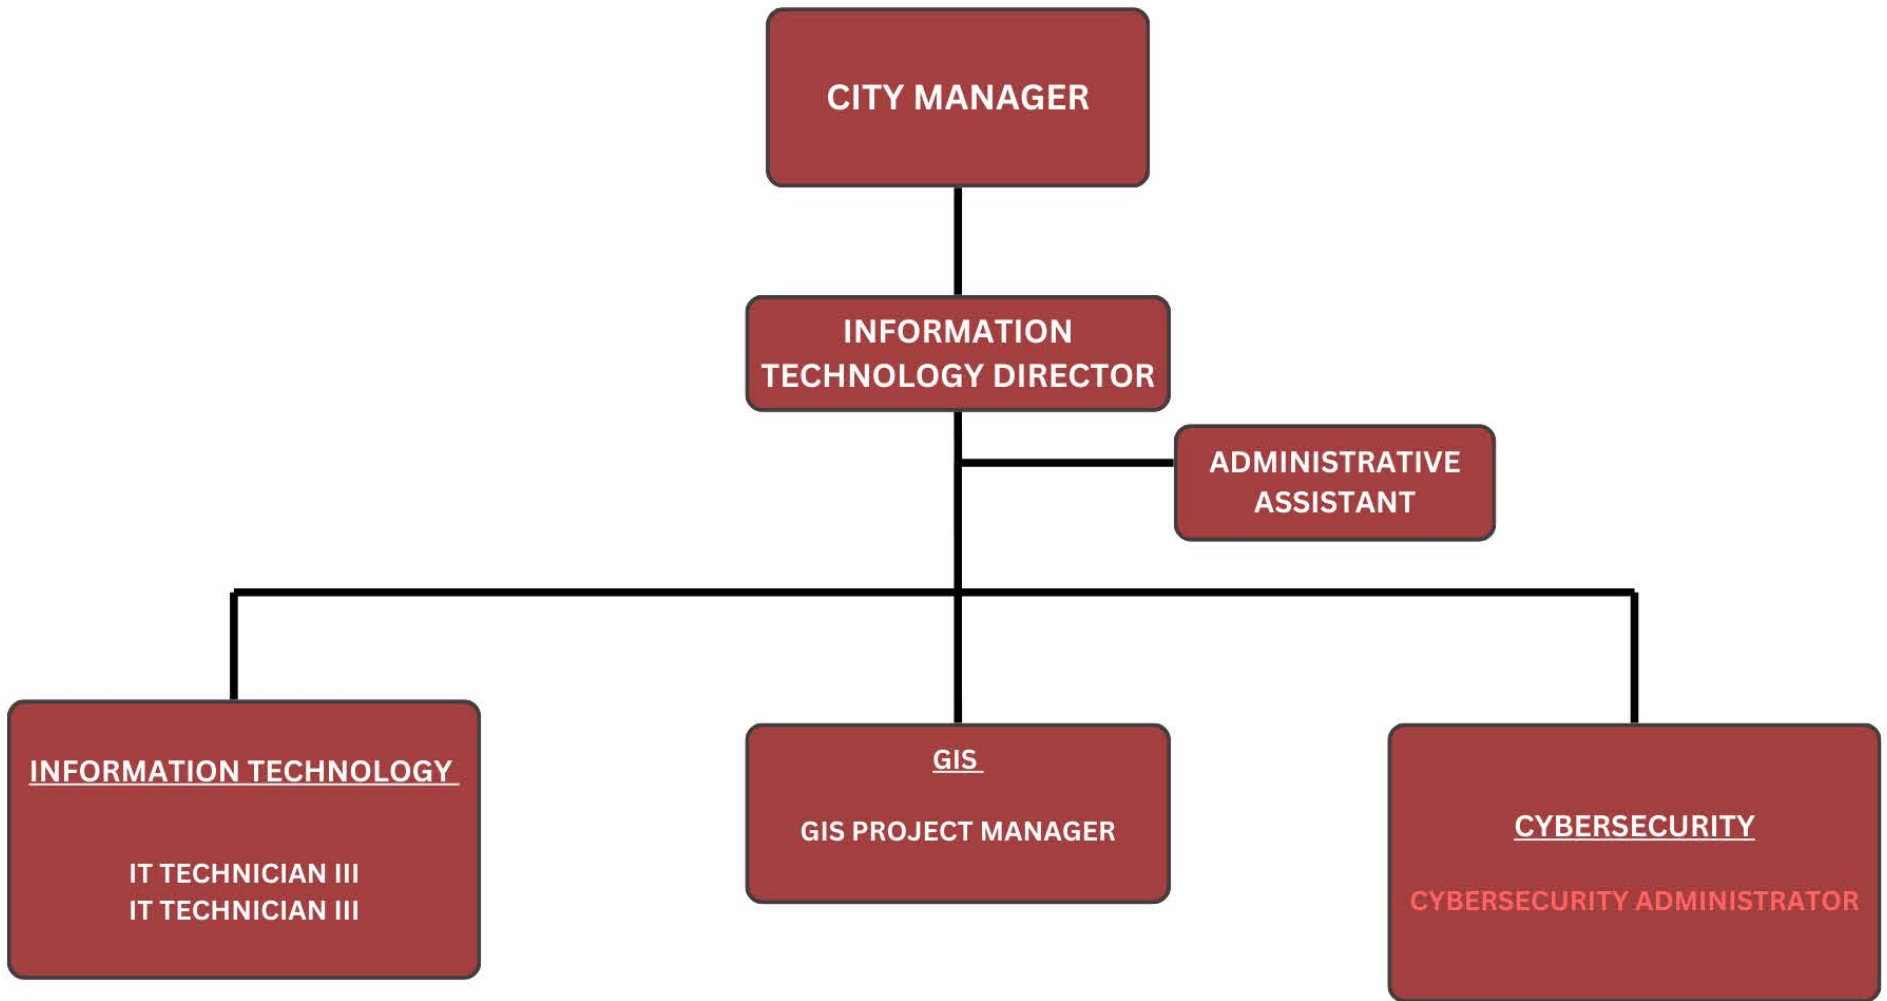 CITY MANAGER
INFORMATION
TECHNOLOGY DIRECTOR
ADMINISTRATIVE
ASSISTANT
INFORMATION TECHNOLOGY
IT TECHNICIAN III
IT TECHNICIAN III
GIS
GIS PROJECT MANAGER
CYBERSECURITY
CYBERSECURITY ADMINISTRATOR